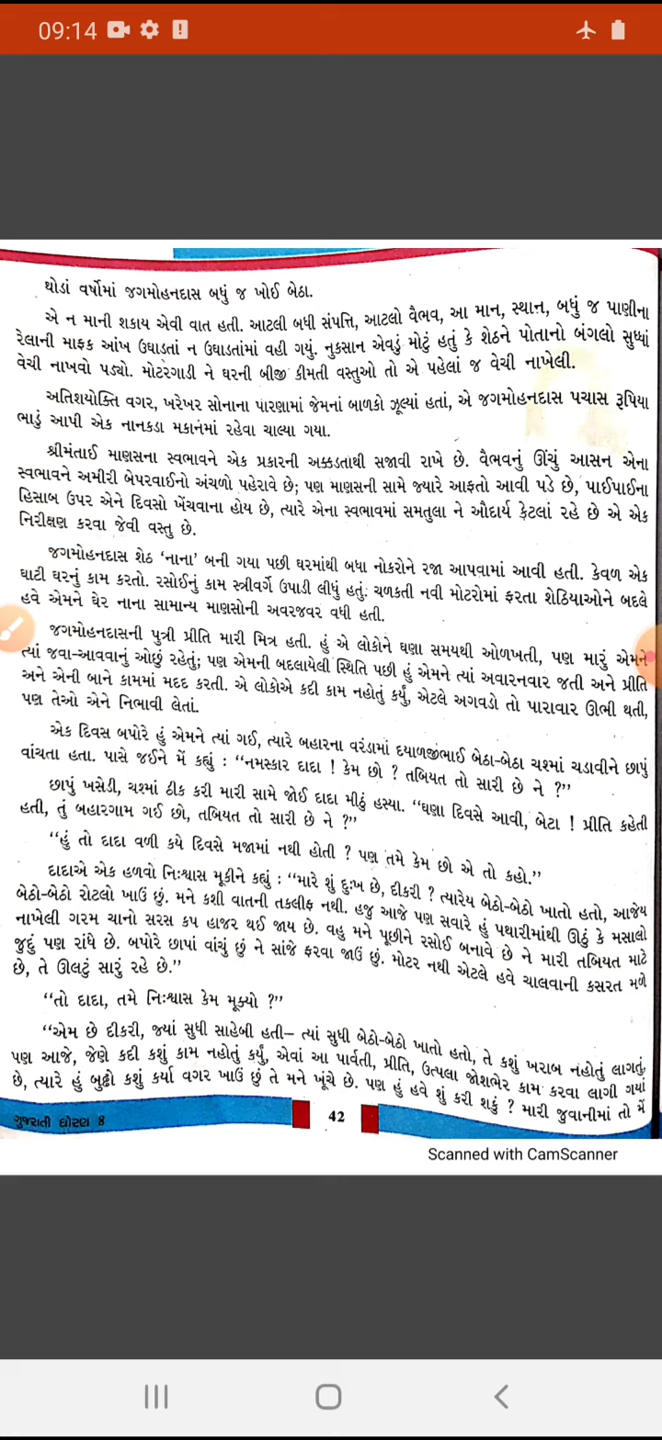 09:14
થોડાં વર્ષોમાં જગમોહનદાસ બધું જ ખોઈ બેઠા.
એ ન માની શકાય એવી વાત હતી. આટલી બધી સંપત્તિ, આટલો વૈભવ, આ માન, સ્થાન, બધું જ પાણીના
રેલાની માફક આંખ ઉઘાડતાં ન ઉઘાડતાંમાં વહી ગયું. નુકસાન એવડું મોટું હતું કે શેઠને પોતાનો બંગલો સુધ્ધાં
વેચી નાખવો પડ્યો. મોટરગાડી ને ઘરની બીજી કીમતી વસ્તુઓ તો એ પહેલાં જ વેચી નાખેલી.
અતિશયોક્તિ વગર, ખરેખર સોનાના પારણામાં જેમનાં બાળકો ઝૂલ્યાં હતાં, એ જગમોહનદાસ પચાસ રૂપિયા
ભાડું આપી એક નાનકડા મકાનમાં રહેવા ચાલ્યા ગયા.
શ્રીમંતાઈ માણસના સ્વભાવને એક પ્રકારની અક્કડતાથી સજાવી રાખે છે. વૈભવનું ઊંચું આસન એના
સ્વભાવને અમીરી બેપરવાઈનો અંચળો પહેરાવે છે; પણ માણસની સામે જ્યારે આફતો આવી પડે છે, પાઈપાઈના
હિસાબ ઉપર એને દિવસો ખેંચવાના હોય છે, ત્યારે એના સ્વભાવમાં સમતુલા ને ઔદાર્ય કેટલાં રહે છે એ એક
નિરીક્ષણ કરવા જેવી વસ્તુ છે.
જગમોહનદાસ શેઠ ‘નાના’ બની ગયા પછી ઘરમાંથી બધા નોકરોને રજા આપવામાં આવી હતી. કેવળ એક
ઘાટી ઘરનું કામ કરતો. રસોઈનું કામ સ્ત્રીવર્ગે ઉપાડી લીધું હતું. ચળકતી નવી મોટરોમાં ફરતા શેઠિયાઓને બદલે
હવે એમને ઘેર નાના સામાન્ય માણસોની અવરજવર વધી હતી.
જગમોહનદાસની પુત્રી પ્રીતિ મારી મિત્ર હતી. હું એ લોકોને ઘણા સમયથી ઓળખતી, પણ મારું એમને
ત્યાં જવા-આવવાનું ઓછું રહેતું; પણ એમની બદલાયેલી સ્થિતિ પછી હું એમને ત્યાં અવારનવાર જતી અને પ્રીતિ
અને એની બાને કામમાં મદદ કરતી. એ લોકોએ કદી કામ નહોતું કર્યું, એટલે અગવડો તો પારાવાર ઊભી થતી,
પણ તેઓ એને નિભાવી લેતાં.
એક દિવસ બપોરે હું એમને ત્યાં ગઈ, ત્યારે બહારના વરંડામાં દયાળજીભાઈ બેઠા-બેઠા ચશ્માં ચડાવીને છાપું
વાંચતા હતા. પાસે જઈને મેં કહ્યું : “નમસ્કાર દાદા ! કેમ છો ? તબિયત તો સારી છે ને ?”
છાપું ખસેડી, ચશ્માં ઠીક કરી મારી સામે જોઈ દાદા મીઠું હસ્યા. “ઘણા દિવસે આવી, બેટા ! પ્રીતિ કહેતી
હતી, તું બહારગામ ગઈ છો, તબિયત તો સારી છે ને ?”
“હું તો દાદા વળી કયે દિવસે મજામાં નથી હોતી ? પણ તમે કેમ છો એ તો કહો.”
દાદાએ એક હળવો નિઃશ્વાસ મૂકીને કહ્યું : “મારે શું દુઃખ છે, દીકરી ? ત્યારેય બેઠો-બેઠો ખાતો હતો, આજેય
બેઠો-બેઠો રોટલો ખાઉં છું. મને કશી વાતની તકલીફ નથી. હજુ આજે પણ સવારે હું પથારીમાંથી ઊઠું કે મસાલો
નાખેલી ગરમ ચાનો સરસ કપ હાજર થઈ જાય છે. વહુ મને પૂછીને રસોઈ બનાવે છે ને મારી તબિયત માટે
જુદું પણ રાંધે છે. બપોરે છાપાં વાંચું છું ને સાંજે ફરવા જાઉં છું. મોટર નથી એટલે હવે ચાલવાની કસરત મળે
છે, તે ઊલટું સારું રહે છે.”
“તો દાદા, તમે નિઃશ્વાસ કેમ મૂક્યો ?”
“એમ છે દીકરી, જ્યાં સુધી સાહેબી હતી– ત્યાં સુધી બેઠો-બેઠો ખાતો હતો, તે કશું ખરાબ નહોતું લાગતું,
પણ આજે, જેણે કદી કશું કામ નહોતું કર્યું, એવાં આ પાર્વતી, પ્રીતિ, ઉત્પલા જોશભેર કામ કરવા લાગી ગયાં
છે, ત્યારે હું બુઢ્ઢો કશું કર્યા વગર ખાઉં છું તે મને ખૂંચે છે. પણ હું હવે શું કરી શકું ? મારી જુવાનીમાં તો મેં
ગુજરાતી ધોરણ 8
42
Scanned with CamScanner